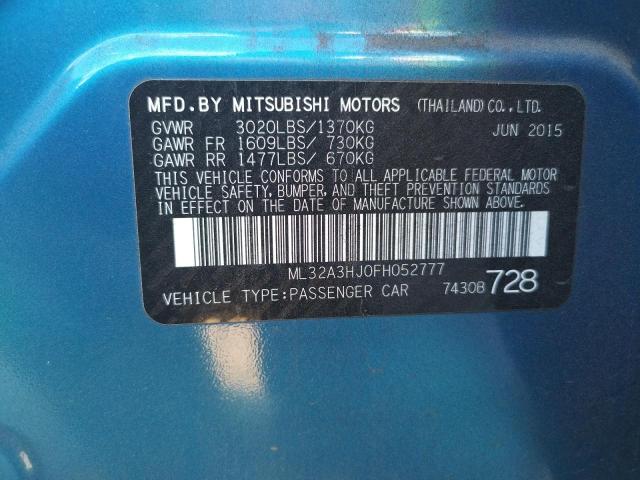 MFD. BY MITSUBISHI MOTORS (THAILAND) CO., LTD.
GVWR 3020LBS/1370KG JUN 2015
GAWR FR 1609LBS/ 730KG
GAWR RR 1477LBS/ 670KG
THIS VEHICLE CONFORMS TO ALL APPLICABLE FEDERAL MOTOR
VEHICLE SAFETY, BUMPER, AND THEFT PREVENTION STANDARDS
IN EFFECT ON THE DATE OF MANUFACTURE SHOWN ABOVE.
ML32A3HJ0FH052777
VEHICLE TYPE:PASSENGER CAR 7430B 728